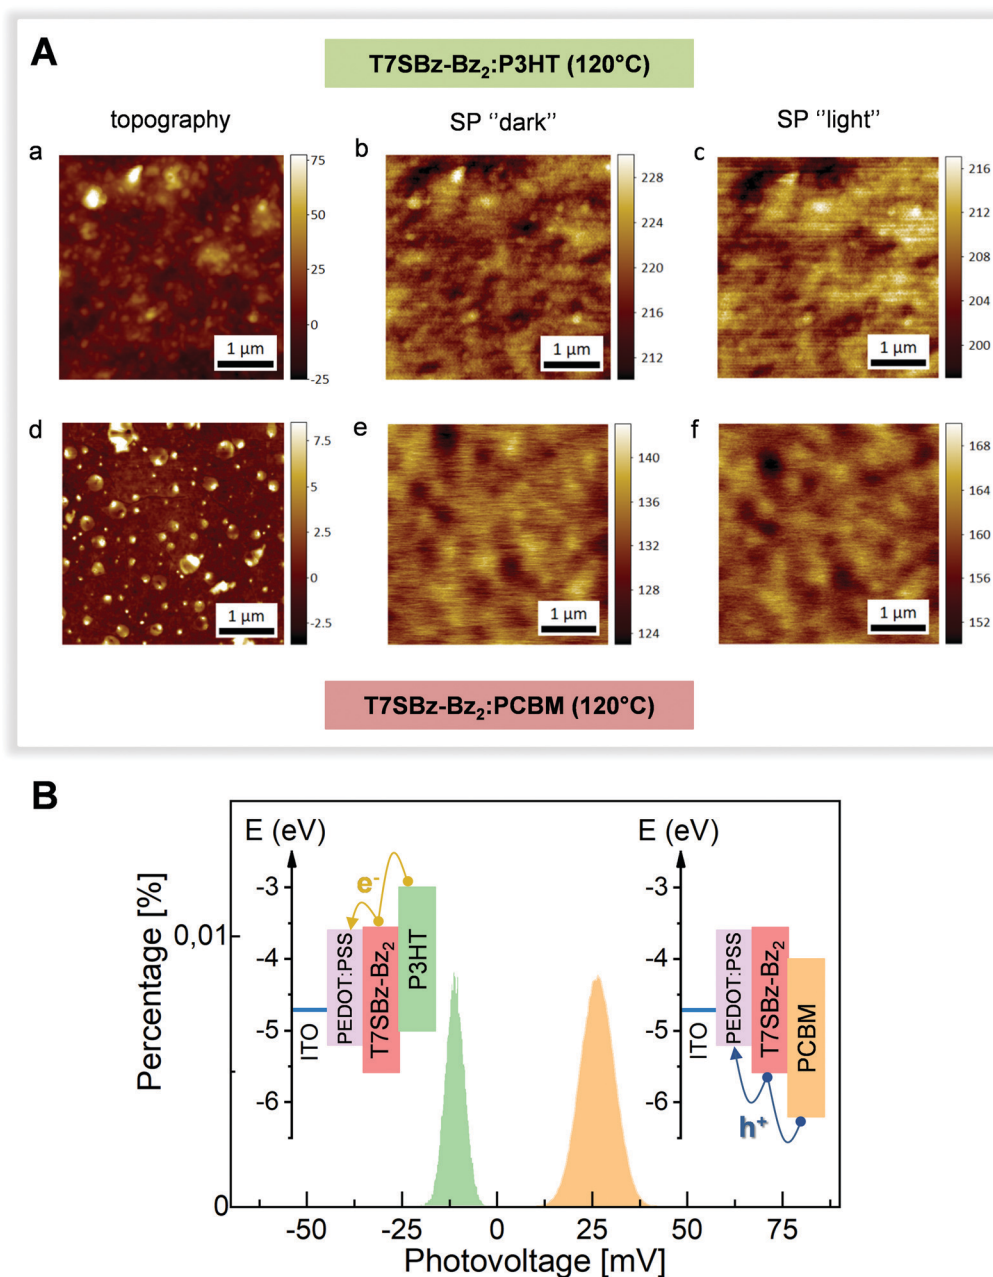 A
T7SBz-Bz₂:P3HT (120°C)
topography
SP ‘‘dark’’
SP ‘‘light’’
a
75
50
25
0
-25
1 µm
b
228
224
220
216
212
1 µm
c
216
212
208
204
200
1 µm
d
7.5
5
2.5
0
-2.5
1 µm
e
140
136
132
128
124
1 µm
f
168
164
160
156
152
1 µm
T7SBz-Bz₂:PCBM (120°C)
B
Percentage [%]
0,01
0
E (eV)
-3
-4
-5
-6
e⁻
ITO
PEDOT:PSS
T7SBz-Bz₂
P3HT
E (eV)
-3
-4
-5
-6
h⁺
ITO
PEDOT:PSS
T7SBz-Bz₂
PCBM
-50
-25
0
25
50
75
Photovoltage [mV]